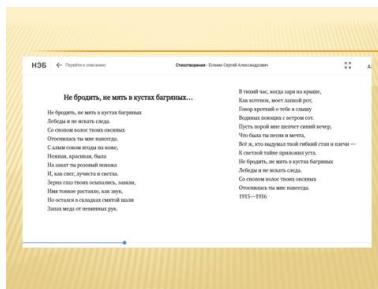 НЭБ
Перейти к описанию
Стихотворения - Есенин Сергей Александрович
Не бродить, не мять в кустах багряных…
Не бродить, не мять в кустах багряных
Лебеды и не искать следа.
Со снопом волос твоих овсяных
Отоснилась ты мне навсегда.
С алым соком ягоды на коже,
Нежная, красивая, была
На закат ты розовый похожа
И, как снег, лучиста и светла.
Зерна глаз твоих осыпались, завяли,
Имя тонкое растаяло, как звук,
Но остался в складках смятой шали
Запах меда от невинных рук.
В тихий час, когда заря на крыше,
Как котенок, моет лапкой рот,
Говор кроткий о тебе я слышу
Водяных поющих с ветром сот.
Пусть порой мне шепчет синий вечер,
Что была ты песня и мечта,
Всё ж, кто выдумал твой гибкий стан и плечи —
К светлой тайне приложил уста.
Не бродить, не мять в кустах багряных
Лебеды и не искать следа.
Со снопом волос твоих овсяных
Отоснилась ты мне навсегда.
1915—1916